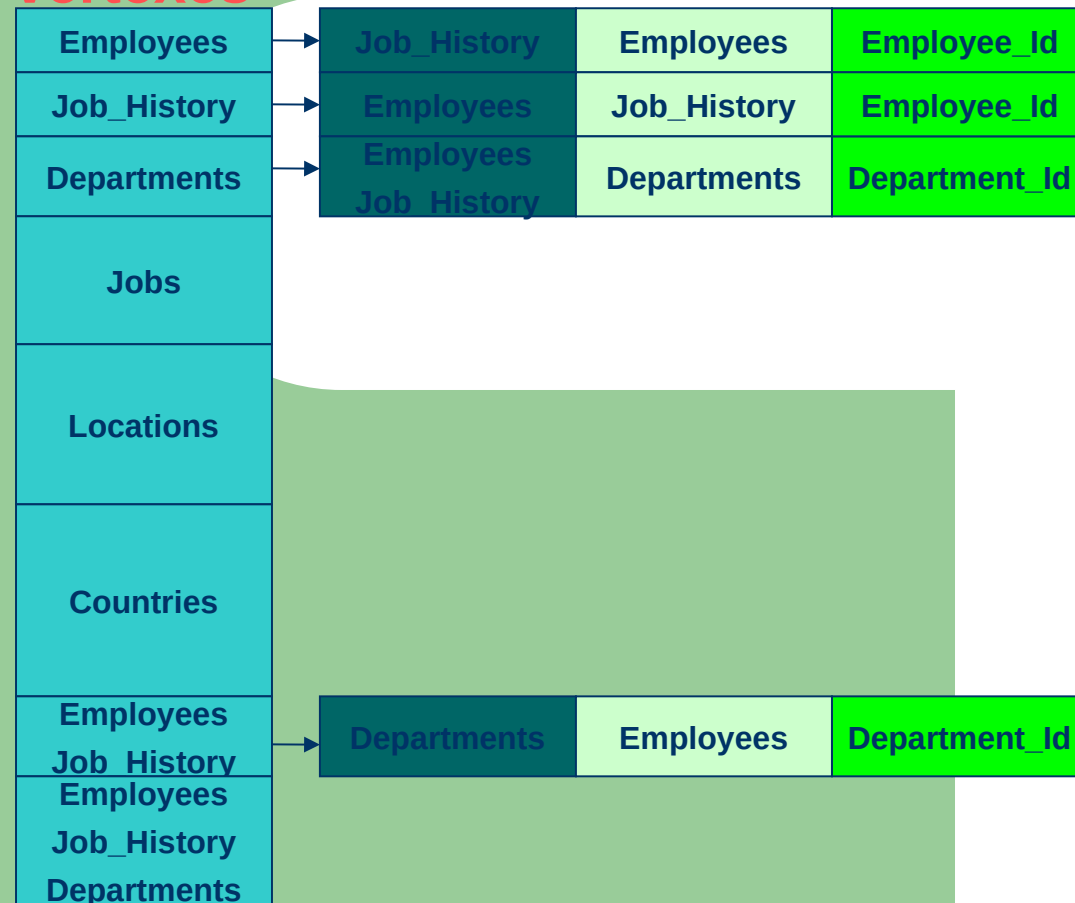 Vertexes
Employees Job_History Employees Employee_Id
Job_History Employees Job_History Employee_Id
Departments Employees Departments Department_Id
Job_History
Jobs
Locations
Countries
Employees
Job_History Departments Employees Department_Id
Employees
Job_History
Departments